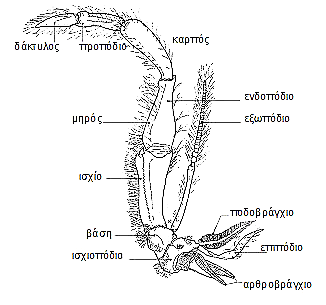 καρπός
δάκτυλος
προπόδιο
ενδοπόδιο
μηρός
εξωπόδιο
ισχίο
ποδοβράγχιο
βάση
επιπόδιο
ισχιοπόδιο
αρθροβράγχιο